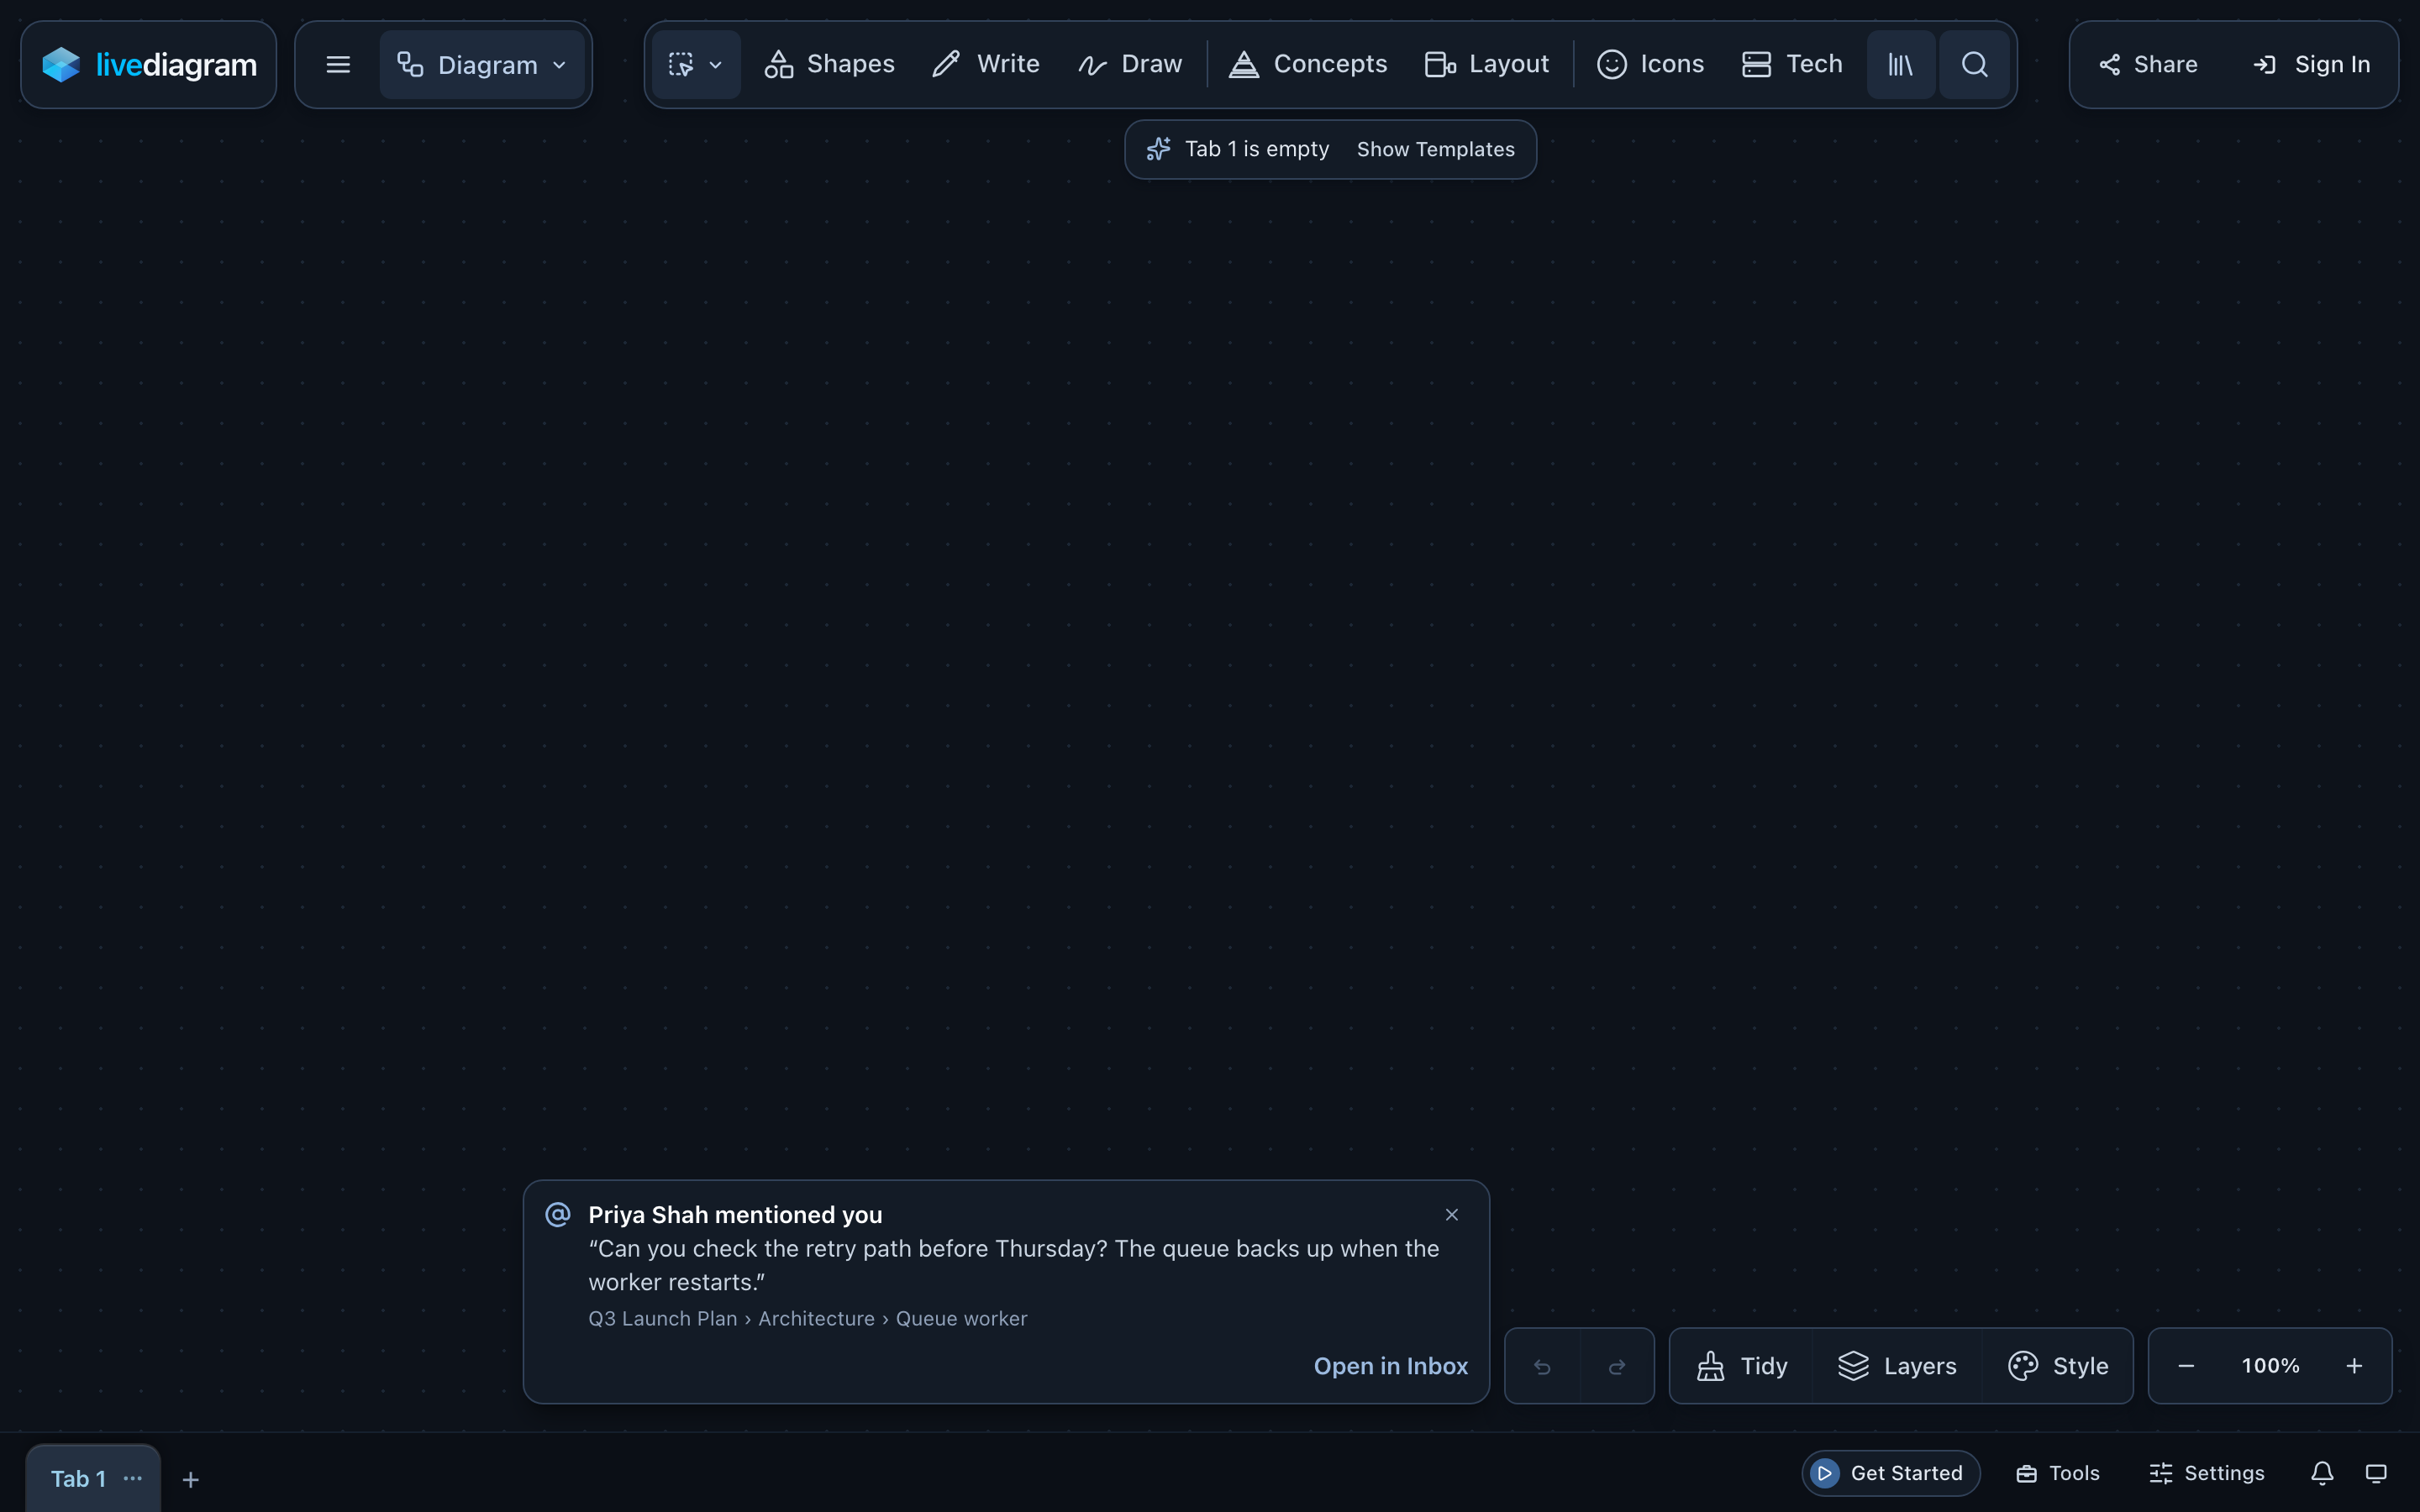 livediagram
Diagram
Shapes
Write
Draw
Concepts
Layout
Icons
Tech
Share
Sign In
Tab 1 is empty
Show Templates
Priya Shah mentioned you
“Can you check the retry path before Thursday? The queue backs up when the
worker restarts.”
Q3 Launch Plan › Architecture › Queue worker
Open in Inbox
Tidy
Layers
Style
100%
Tab 1
Get Started
Tools
Settings